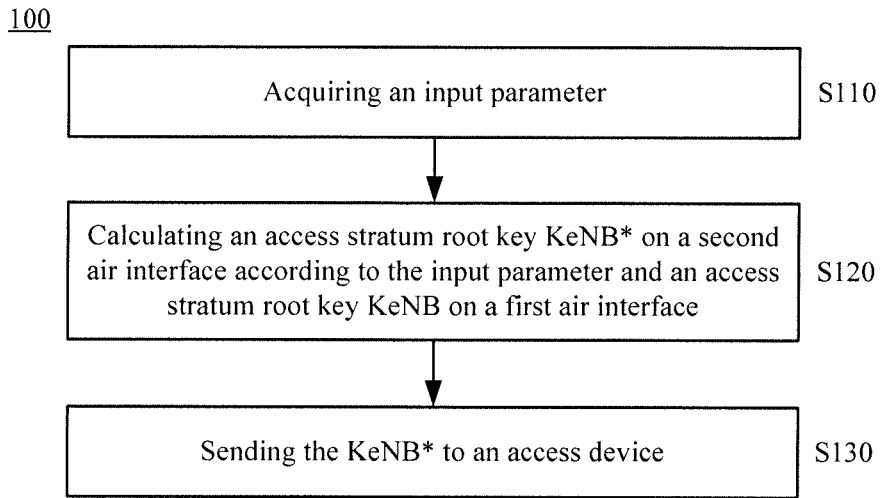 100
Acquiring an input parameter
S110
Calculating an access stratum root key KeNB* on a second
air interface according to the input parameter and an access
stratum root key KeNB on a first air interface
S120
Sending the KeNB* to an access device
S130